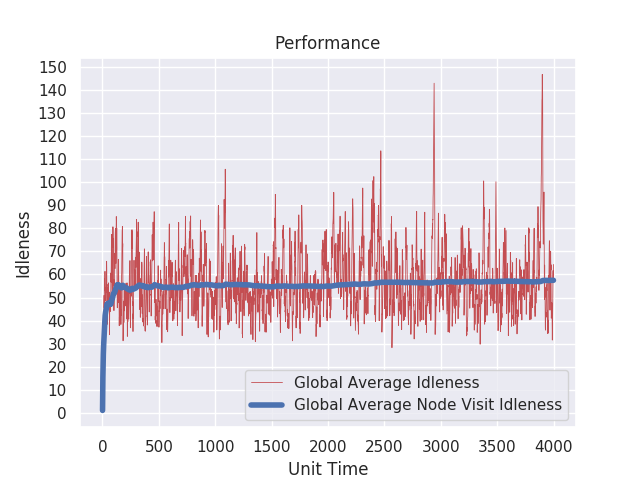 Performance
150
140
130
120
110
100
90
80
70
60
50
40
30
20
10
0
Idleness
Global Average Idleness
Global Average Node Visit Idleness
0 500 1000 1500 2000 2500 3000 3500 4000
Unit Time